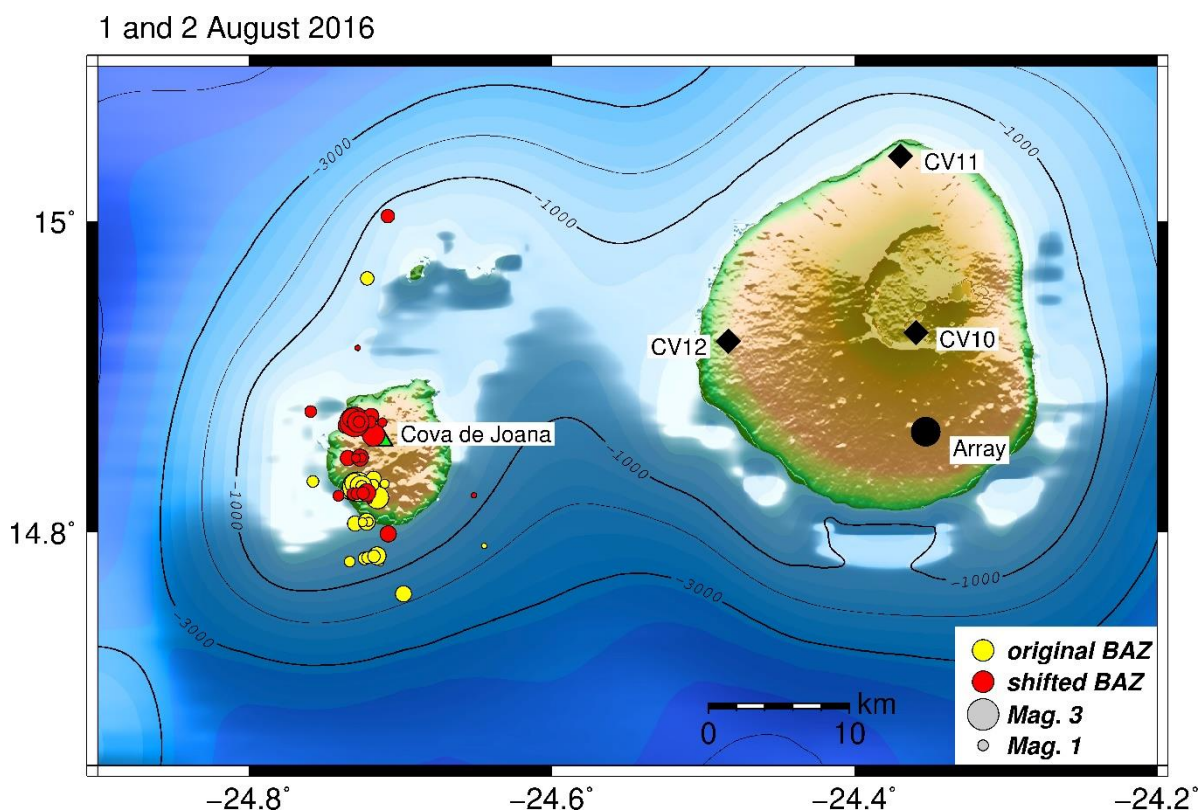 1 and 2 August 2016
−3000
−1000
−1000
CV11
15°
CV12
CV10
Cova de Joana
Array
−1000
−1000
14.8°
−1000
−3000
−3000
original BAZ
shifted BAZ
km
Mag. 3
0 10
Mag. 1
−24.8° −24.6° −24.4° −24.2°